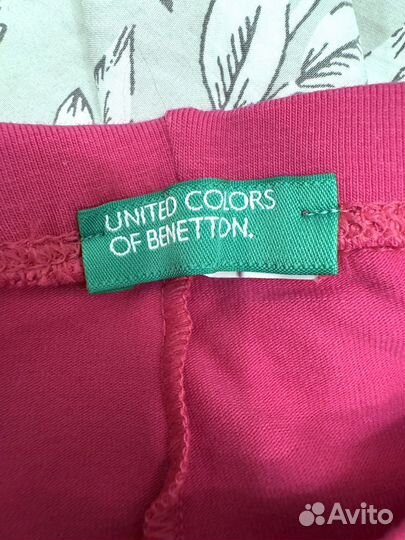 UNITED COLORS
OF BENETTON.
Avito